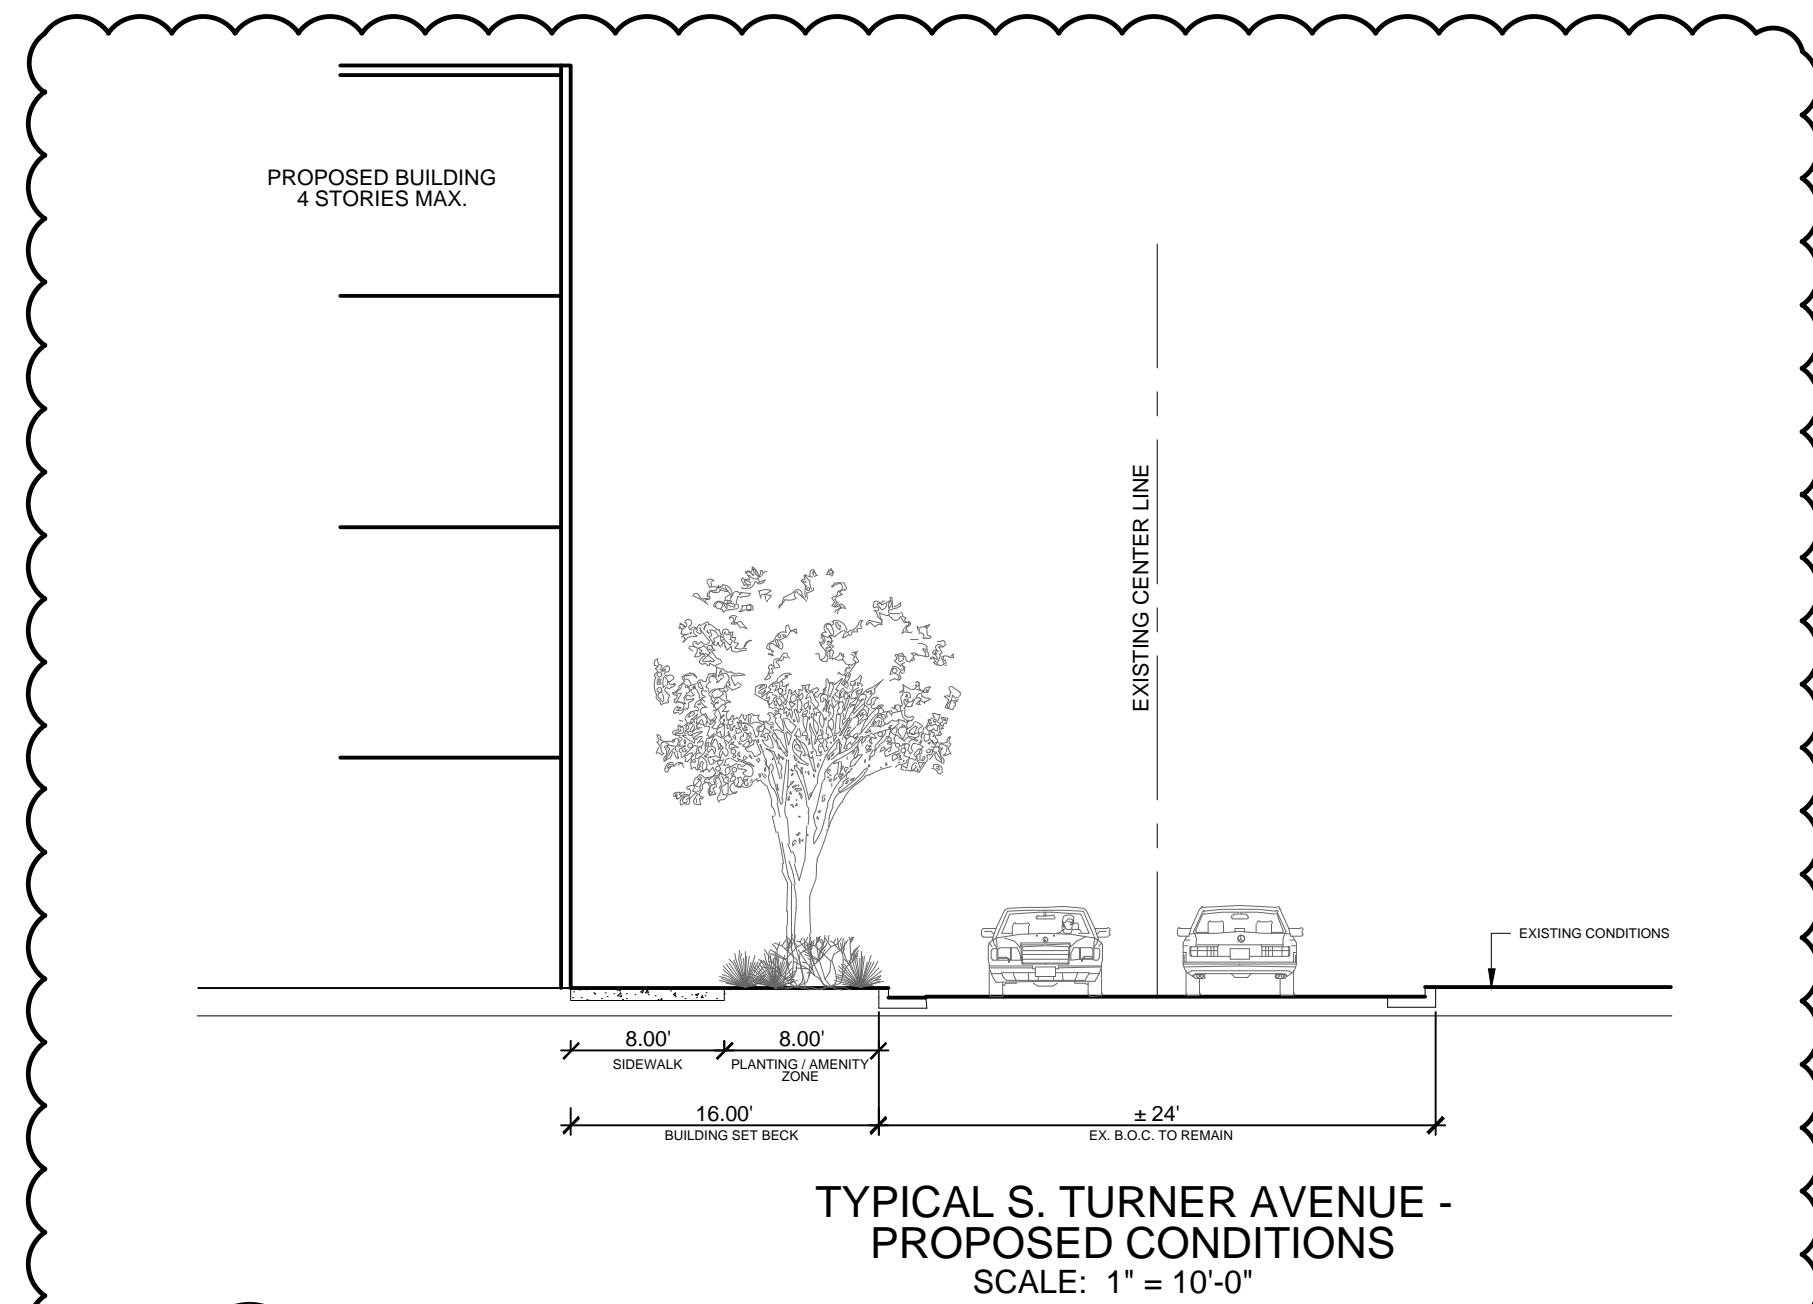 PROPOSED BUILDING
4 STORIES MAX.
EXISTING CENTER LINE
EXISTING CONDITIONS
8.00'
SIDEWALK
8.00'
PLANTING / AMENITY
ZONE
16.00'
BUILDING SET BECK
± 24'
EX. B.O.C. TO REMAIN
TYPICAL S. TURNER AVENUE -
PROPOSED CONDITIONS
SCALE: 1" = 10'-0"